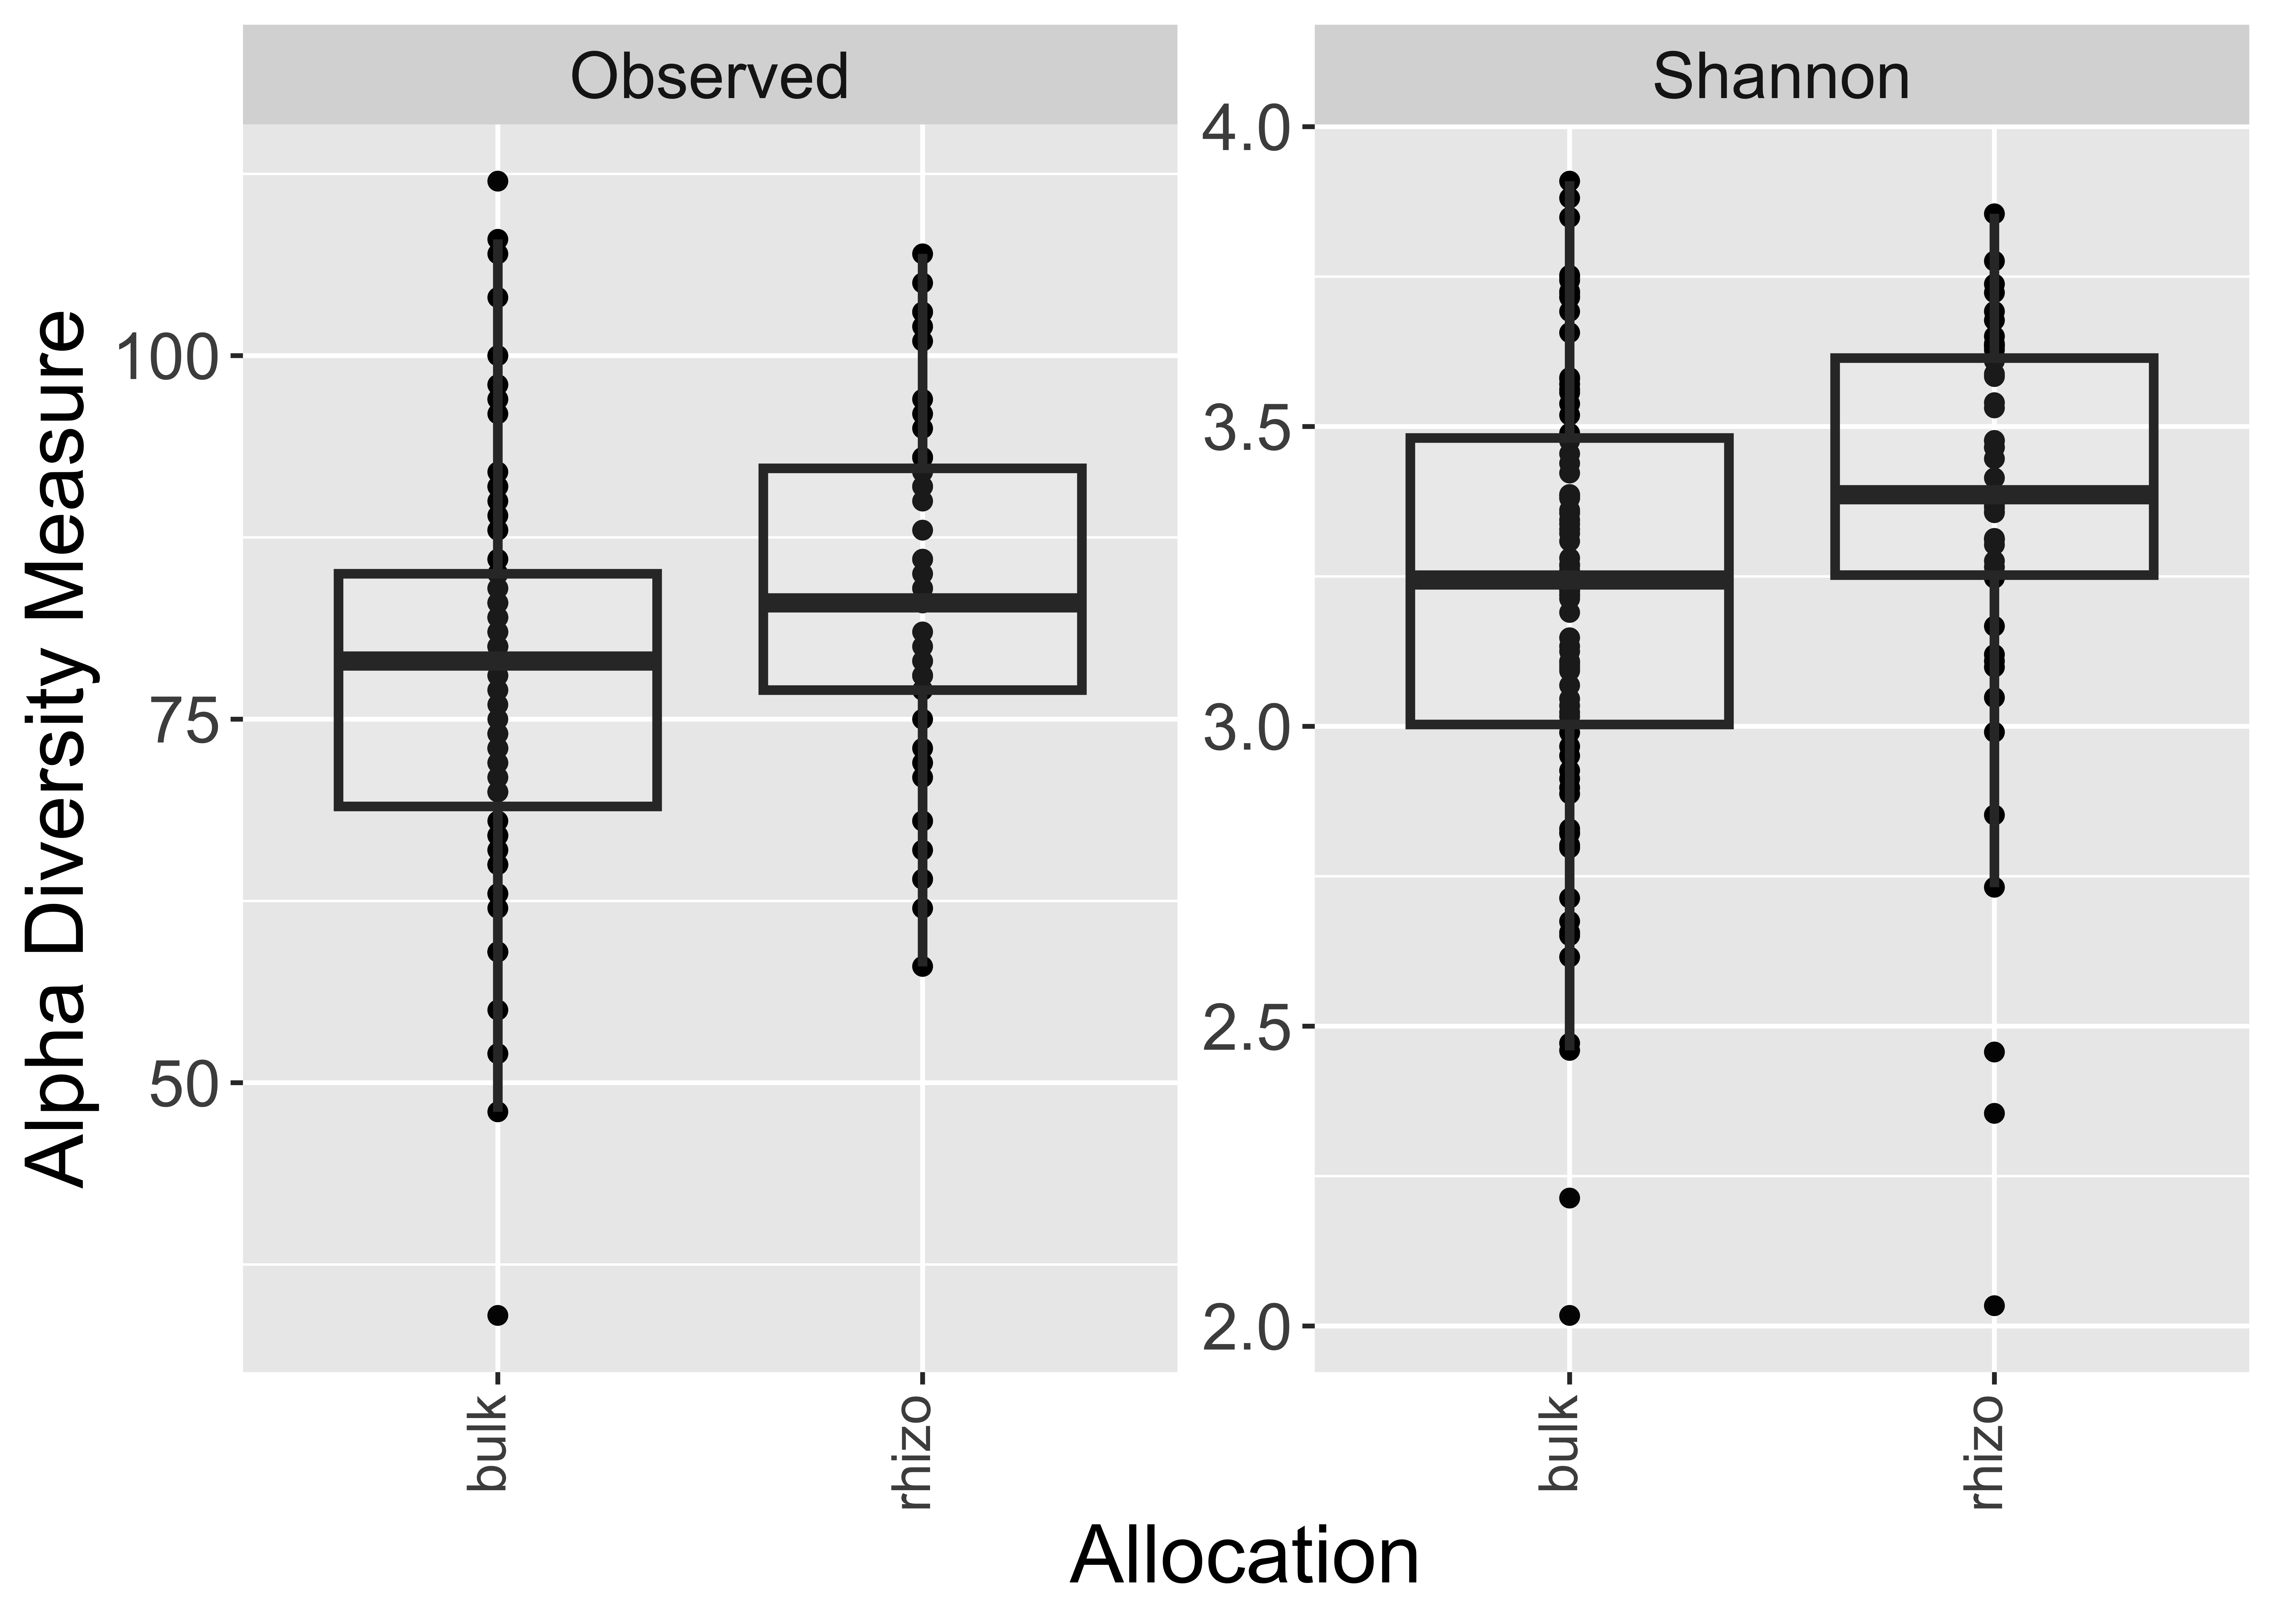 Observed
Shannon
Alpha Diversity Measure
100
75
50
4.0
3.5
3.0
2.5
2.0
bulk
rhizo
bulk
rhizo
Allocation